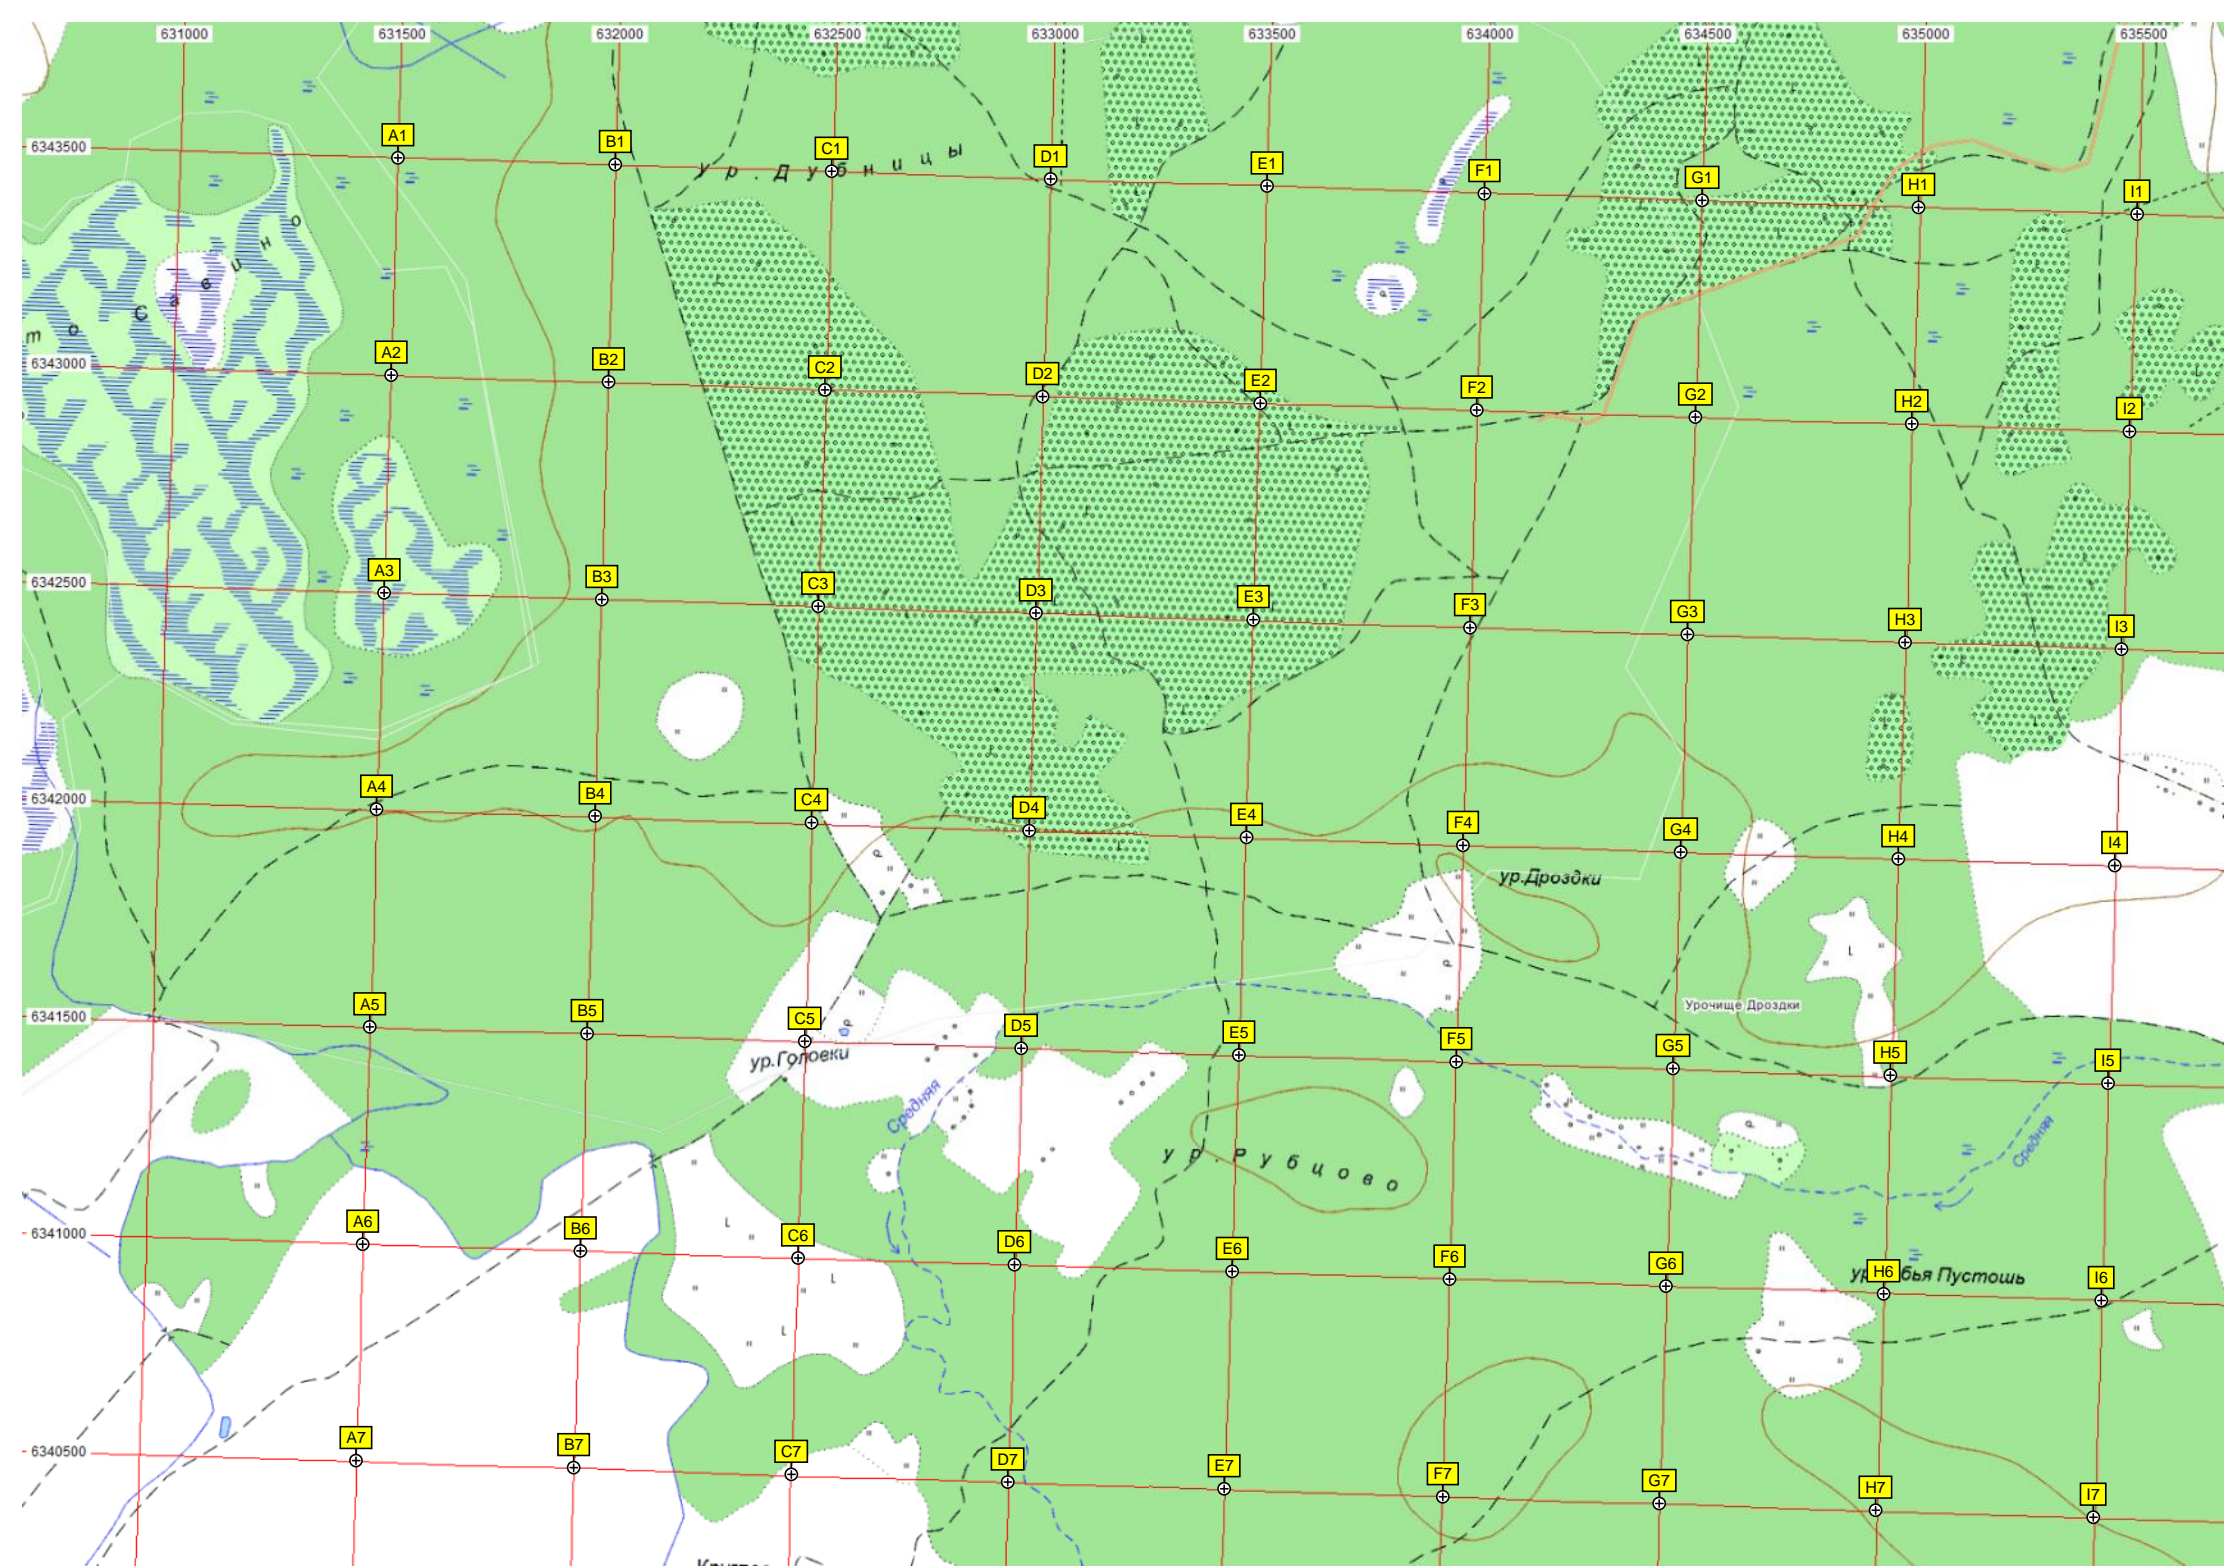 631000 631500 632000 632500 633000 633500 634000 634500 635000 635500
6343500
A1 B1 C1 D1 E1 F1 G1 H1 I1
ур. Дубницы
то Савино
6343000
A2 B2 C2 D2 E2 F2 G2 H2 I2
6342500
A3 B3 C3 D3 E3 F3 G3 H3 I3
6342000
A4 B4 C4 D4 E4 F4 G4 H4 I4
ур.Дроздки
Урочище Дроздки
6341500
A5 B5 C5 D5 E5 F5 G5 H5 I5
ур.Головки
Средняя
Средняя
ур. Рубцово
6341000
A6 B6 C6 D6 E6 F6 G6 H6 I6
ур бья Пустошь
6340500
A7 B7 C7 D7 E7 F7 G7 H7 I7